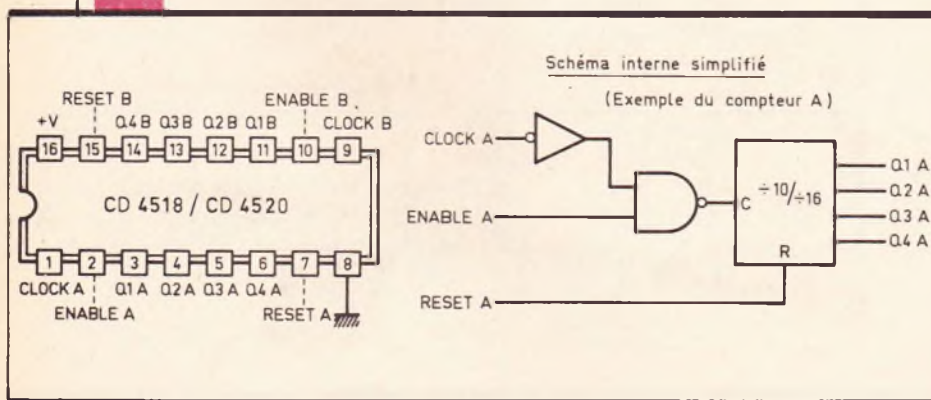 RESET B ENABLE B.
+V Q4 B Q3 B Q2 B Q1 B CLOCK B
16 15 14 13 12 11 10 9
CD 4518 / CD 4520
1 2 3 4 5 6 7 8
CLOCK A Q1 A Q2 A Q3 A Q4 A RESET A
ENABLE A
Schéma interne simplifié
(Exemple du compteur A)
CLOCK A
ENABLE A
RESET A
C ÷10/÷16
R
Q1 A
Q2 A
Q3 A
Q4 A